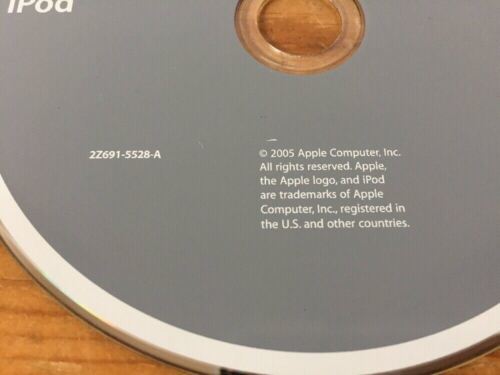 iPod
2Z691-5528-A
© 2005 Apple Computer, Inc.
All rights reserved. Apple,
the Apple logo, and iPod
are trademarks of Apple
Computer, Inc., registered in
the U.S. and other countries.